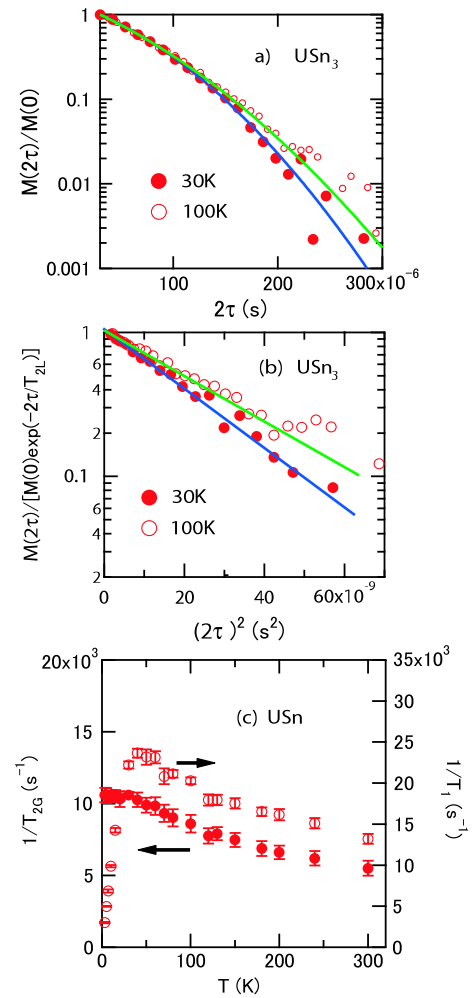 1
0.1
0.01
0.001
M(2τ)/M(0)
a) USn3
30K
100K
100
200
300x10-6
2τ (s)
1
8
6
4
2
0.1
8
6
4
2
M(2τ)/[M(0)exp(-2τ/T2L)]
(b) USn3
30K
100K
0
20
40
60x10-9
(2τ)2 (s2)
20x103
15
10
5
0
1/T2G (s-1)
(c) USn
35x103
30
25
20
15
10
5
0
1/T1 (s-1)
0
100
200
300
T (K)